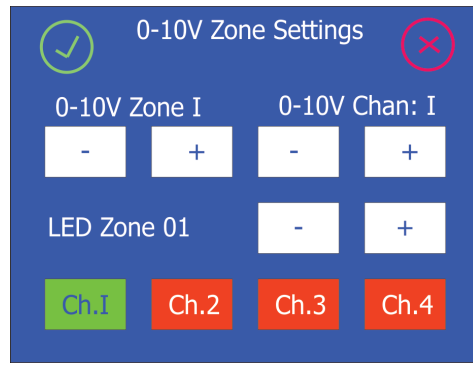 0-10V Zone Settings
0-10V Zone I 0-10V Chan: I
- + - +
LED Zone 01 - +
Ch.I Ch.2 Ch.3 Ch.4